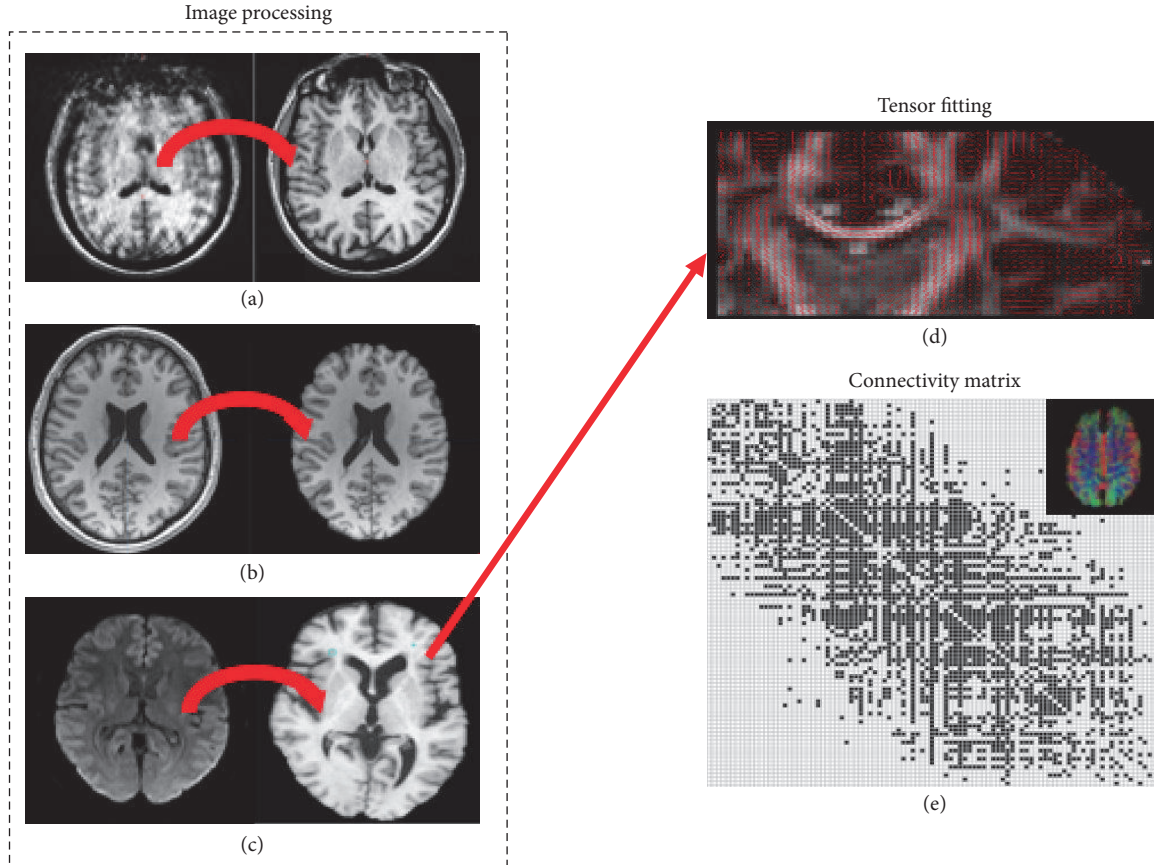 Image processing
(a)
(b)
(c)
Tensor fitting
(d)
Connectivity matrix
(e)